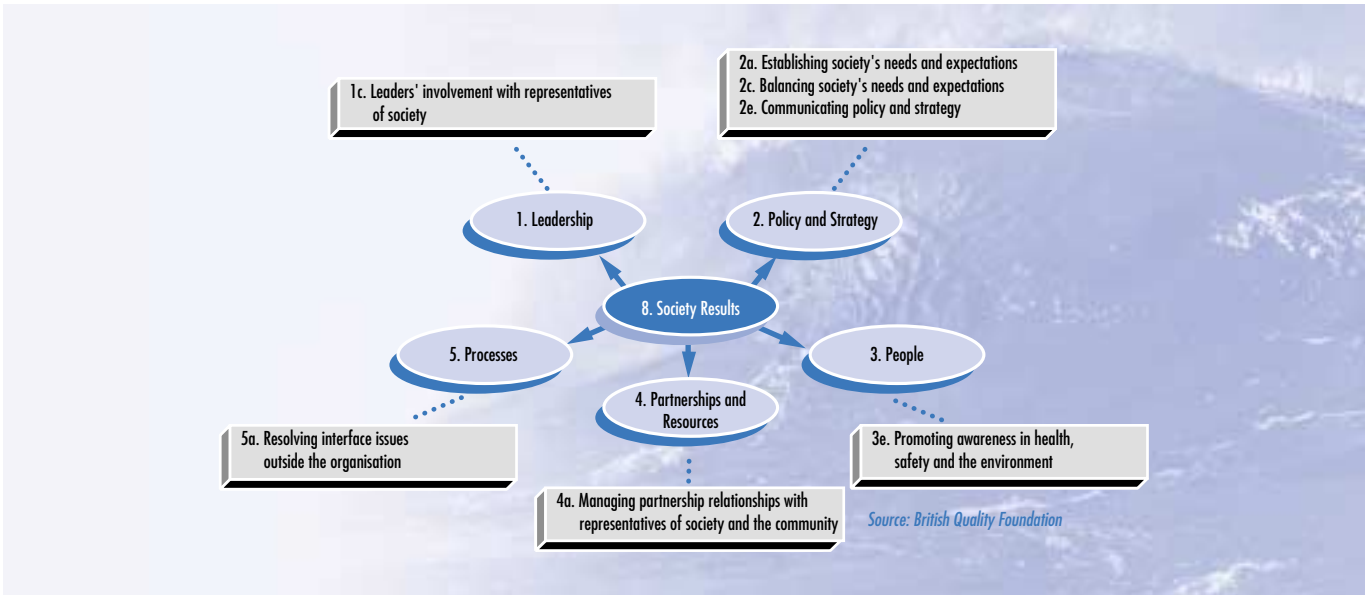 1c. Leaders' involvement with representatives
of society
2a. Establishing society's needs and expectations
2c. Balancing society's needs and expectations
2e. Communicating policy and strategy
1. Leadership
2. Policy and Strategy
8. Society Results
5. Processes
3. People
4. Partnerships and
Resources
5a. Resolving interface issues
outside the organisation
3e. Promoting awareness in health,
safety and the environment
4a. Managing partnership relationships with
representatives of society and the community
Source: British Quality Foundation